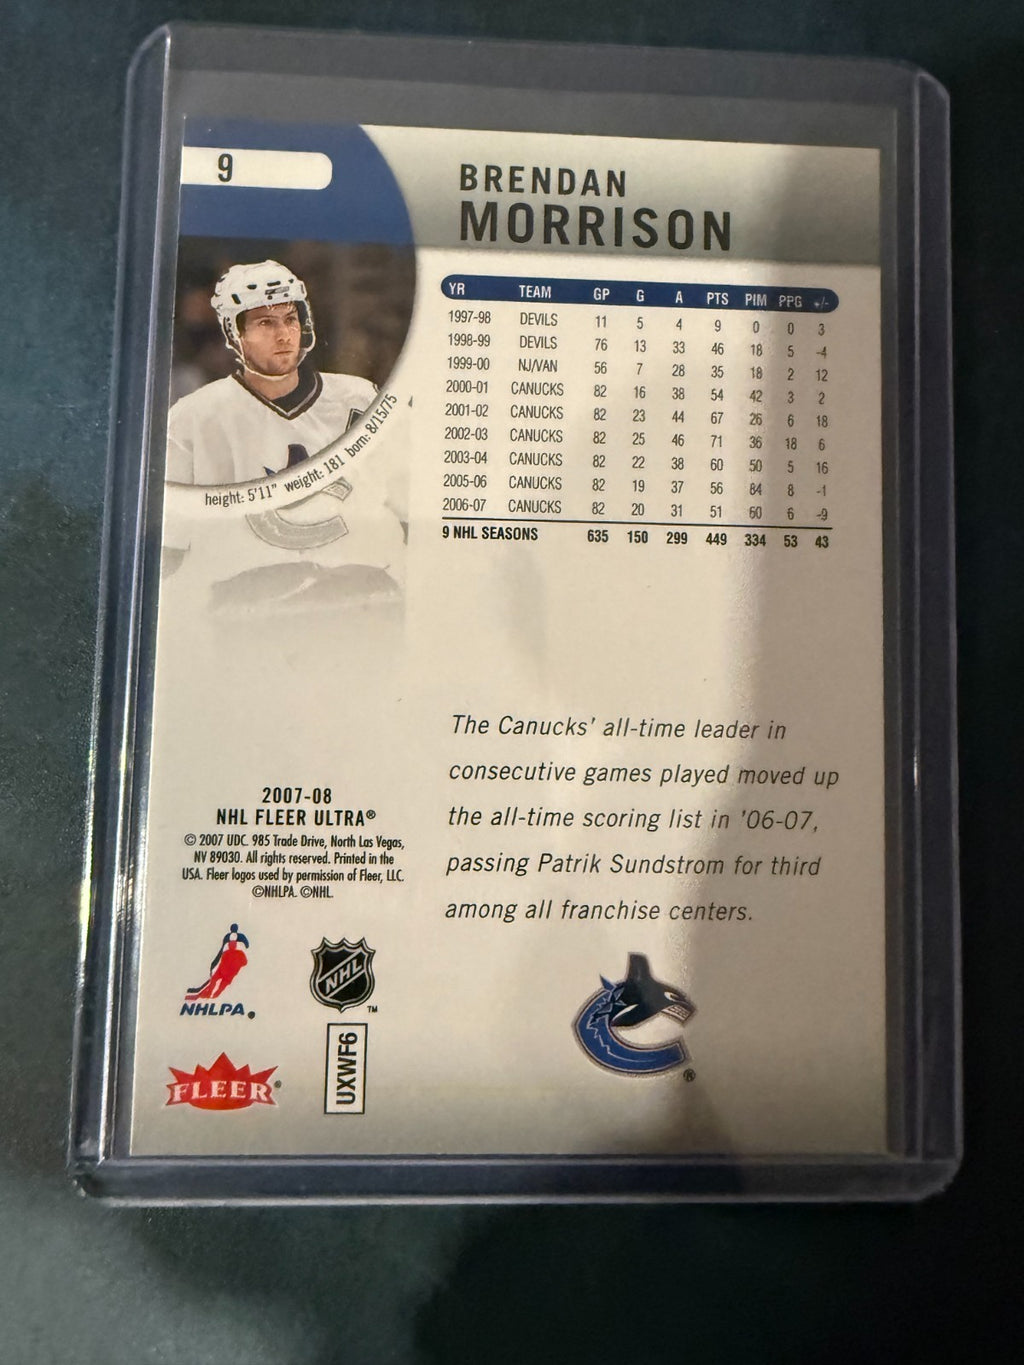 9
BRENDAN
MORRISON
YR TEAM GP G A PTS PIM PPG +/-
1997-98 DEVILS 11 5 4 9 0 0 3
1998-99 DEVILS 76 13 33 46 18 5 -4
1999-00 NJ/VAN 56 7 28 35 18 2 12
2000-01 CANUCKS 82 16 38 54 42 3 2
2001-02 CANUCKS 82 23 44 67 26 6 18
2002-03 CANUCKS 82 25 46 71 36 18 6
2003-04 CANUCKS 82 22 38 60 50 5 16
2005-06 CANUCKS 82 19 37 56 84 8 -1
2006-07 CANUCKS 82 20 31 51 60 6 -9
9 NHL SEASONS 635 150 299 449 334 53 43
height: 5'11" weight: 181 born: 8/15/75
The Canucks' all-time leader in
consecutive games played moved up
the all-time scoring list in '06-07,
passing Patrik Sundstrom for third
among all franchise centers.
2007-08
NHL FLEER ULTRA®
© 2007 UDC. 985 Trade Drive, North Las Vegas,
NV 89030. All rights reserved. Printed in the
USA. Fleer logos used by permission of Fleer, LLC.
©NHLPA. ©NHL.
NHLPA®
NHL™
FLEER®
UXWF6
®